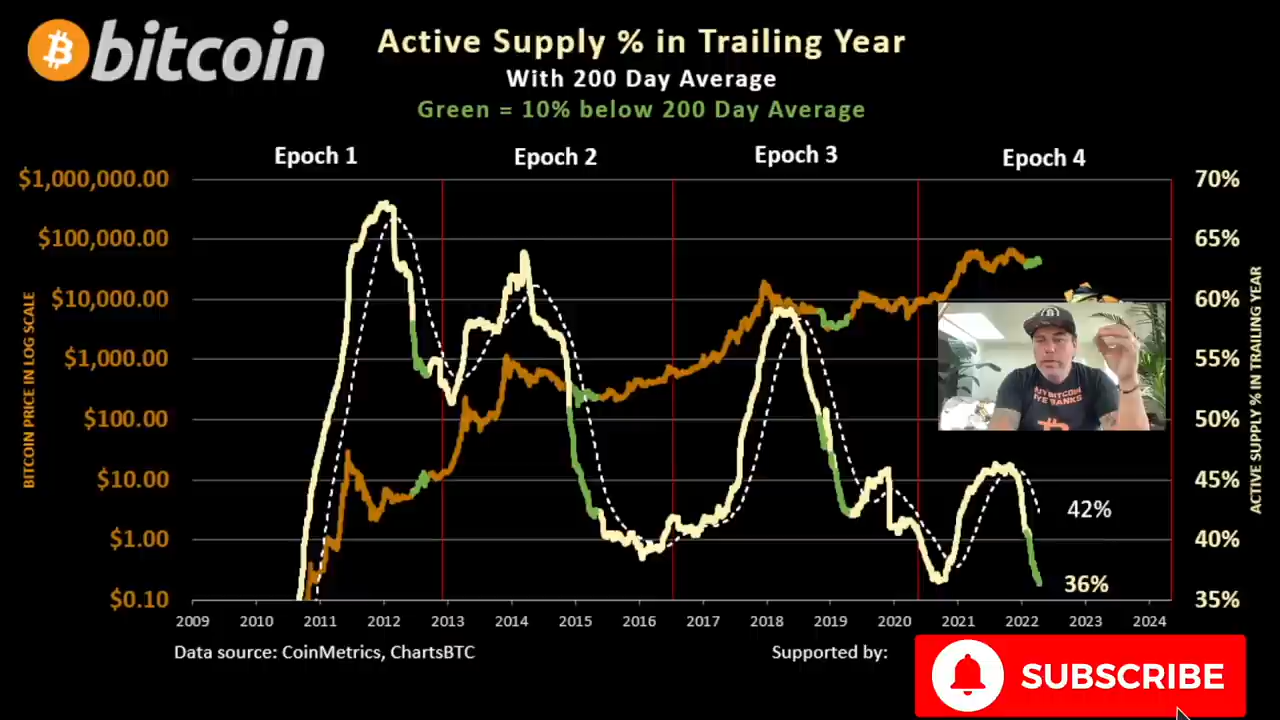 bitcoin
Active Supply % in Trailing Year
With 200 Day Average
Green = 10% below 200 Day Average
Epoch 1
Epoch 2
Epoch 3
Epoch 4
$1,000,000.00
$100,000.00
$10,000.00
$1,000.00
$100.00
$10.00
$1.00
$0.10
BITCOIN PRICE IN LOG SCALE
70%
65%
60%
55%
50%
45%
40%
35%
ACTIVE SUPPLY % IN TRAILING YEAR
42%
36%
2009 2010 2011 2012 2013 2014 2015 2016 2017 2018 2019 2020 2021 2022 2023 2024
Data source: CoinMetrics, ChartsBTC
Supported by:
SUBSCRIBE